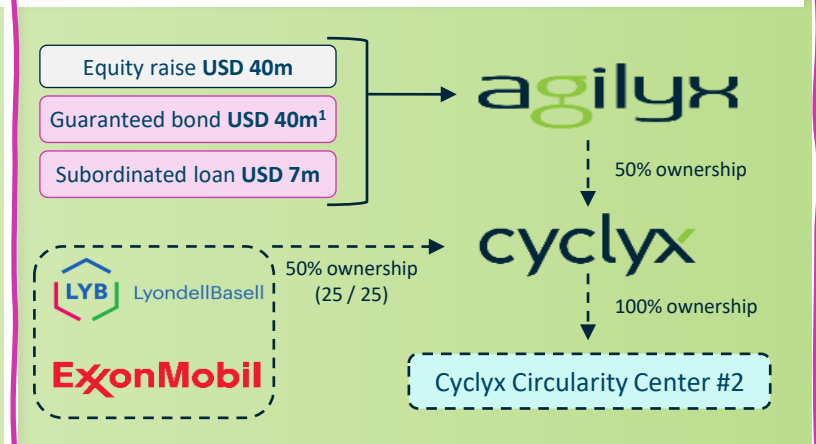 Equity raise USD 40m
Guaranteed bond USD 40m¹
Subordinated loan USD 7m
agilyx
50% ownership
cyclyx
50% ownership
(25 / 25)
LYB LyondellBasell
ExxonMobil
100% ownership
Cyclyx Circularity Center #2